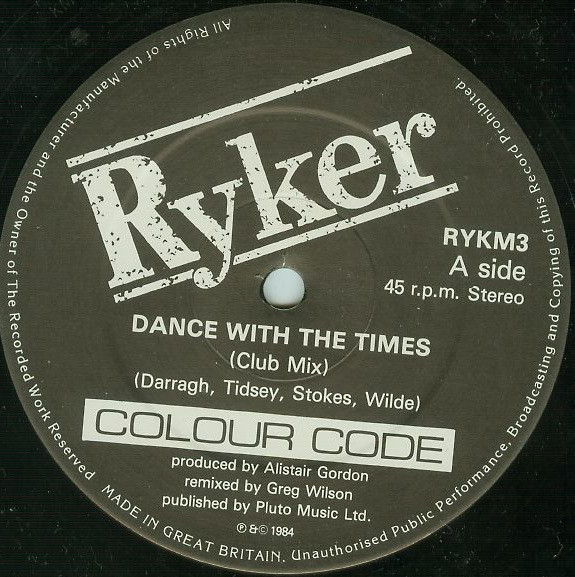 Ryker
RYKM3
A side
45 r.p.m. Stereo
DANCE WITH THE TIMES
(Club Mix)
(Darragh, Tidsey, Stokes, Wilde)
COLOUR CODE
produced by Alistair Gordon
remixed by Greg Wilson
published by Pluto Music Ltd.
℗ & © 1984
All Rights of the Manufacturer and the Owner of The Recorded Work Reserved
MADE IN GREAT BRITAIN. Unauthorised Public Performance, Broadcasting and Copying of this Record Prohibited.